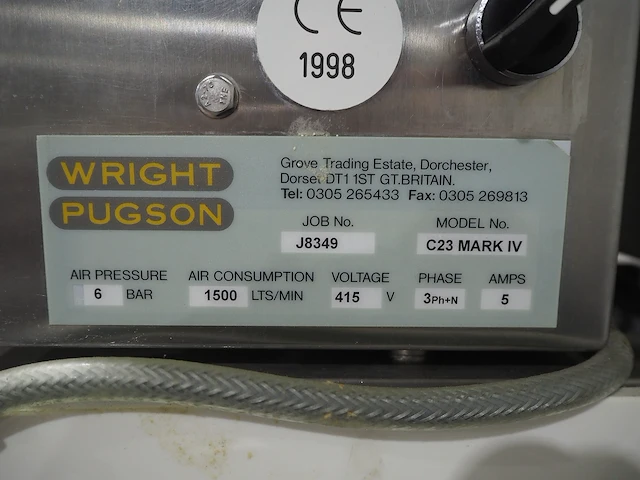 CE
1998
WRIGHT
PUGSON
Grove Trading Estate, Dorchester,
Dorset DT1 1ST GT.BRITAIN.
Tel: 0305 265433 Fax: 0305 269813
JOB No. MODEL No.
J8349 C23 MARK IV
AIR PRESSURE AIR CONSUMPTION VOLTAGE PHASE AMPS
6 BAR 1500 LTS/MIN 415 V 3Ph+N 5